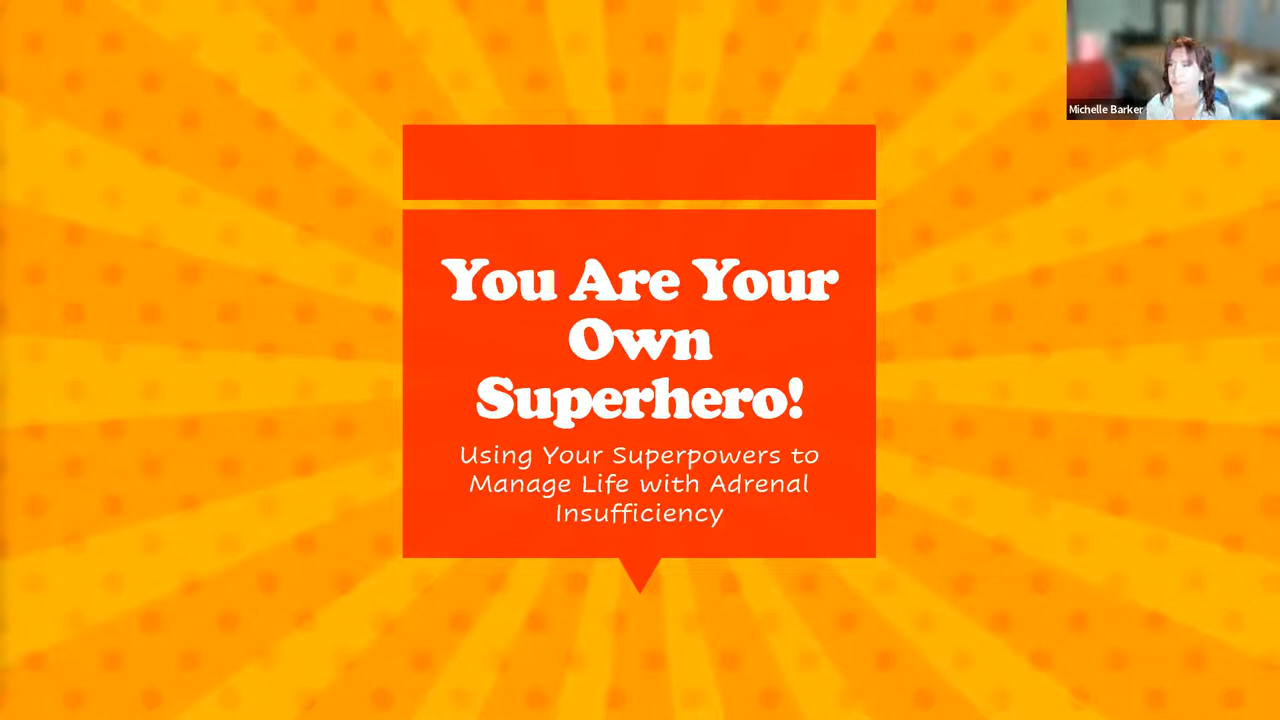 Michelle Barker
You Are Your
Own
Superhero!
Using Your Superpowers to
Manage Life with Adrenal
Insufficiency